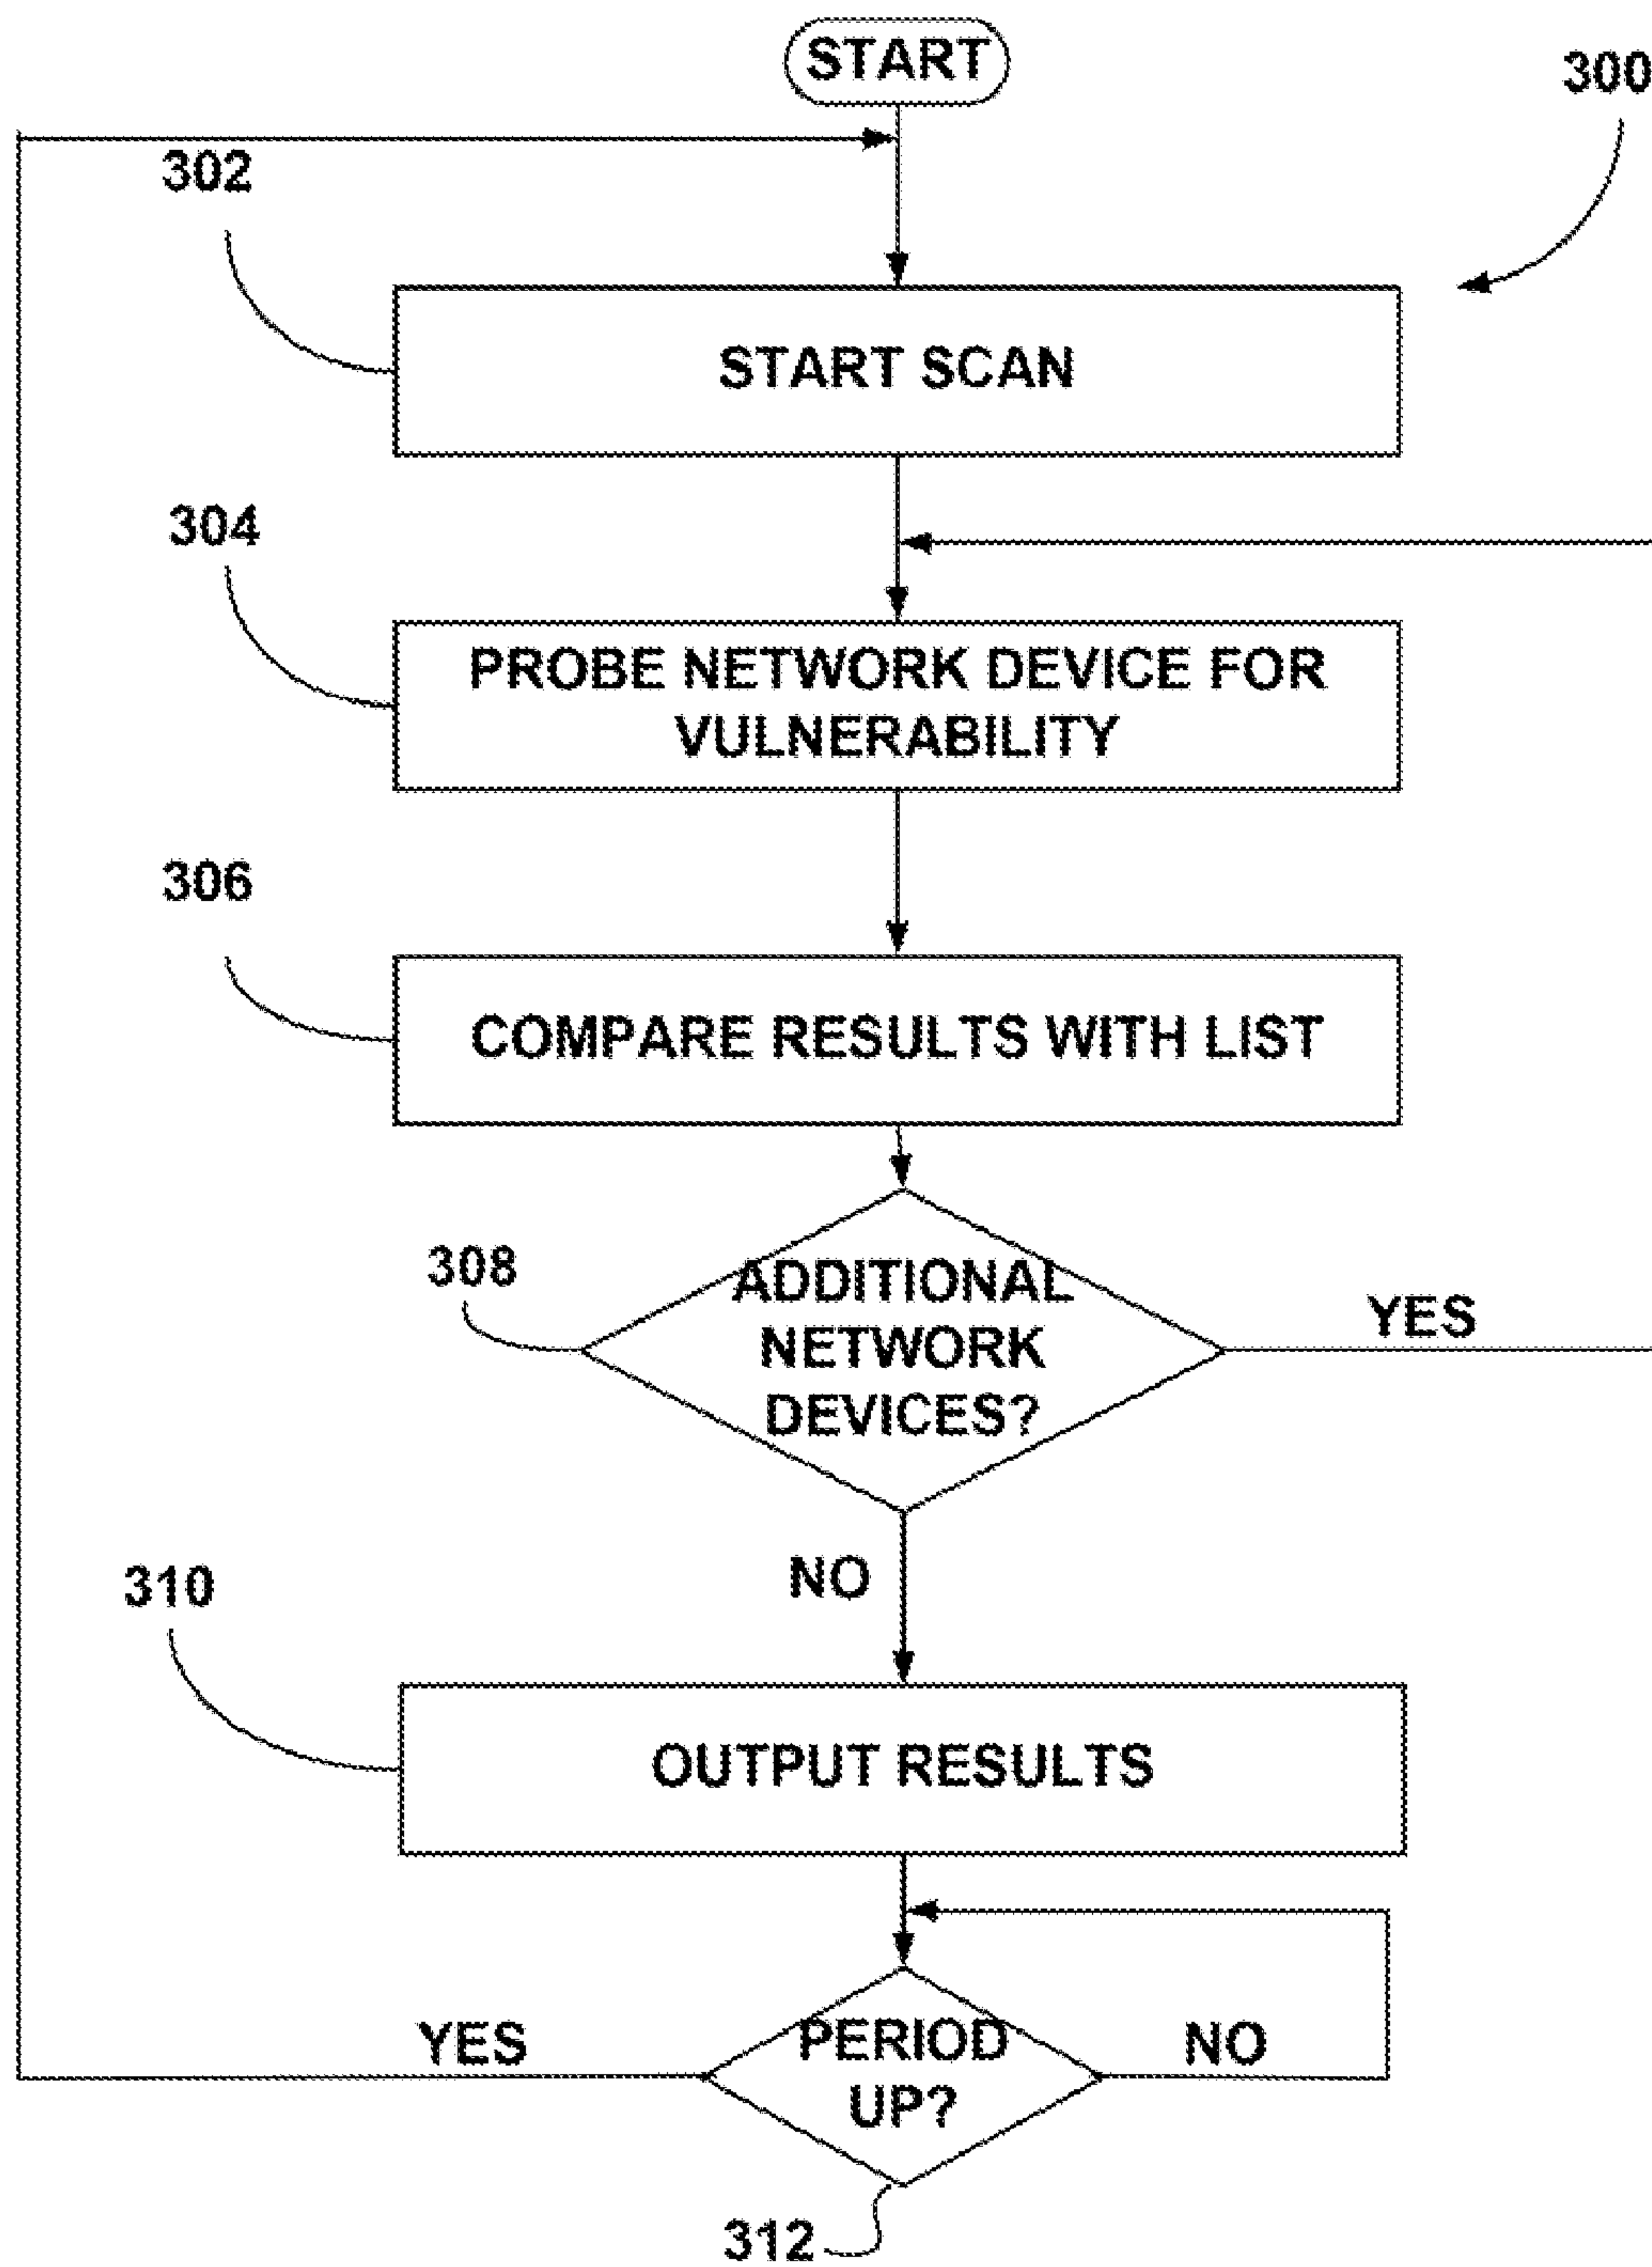 START
300
302
START SCAN
304
PROBE NETWORK DEVICE FOR
VULNERABILITY
306
COMPARE RESULTS WITH LIST
308
ADDITIONAL
NETWORK
DEVICES?
YES
NO
310
OUTPUT RESULTS
YES
PERIOD
UP?
NO
312